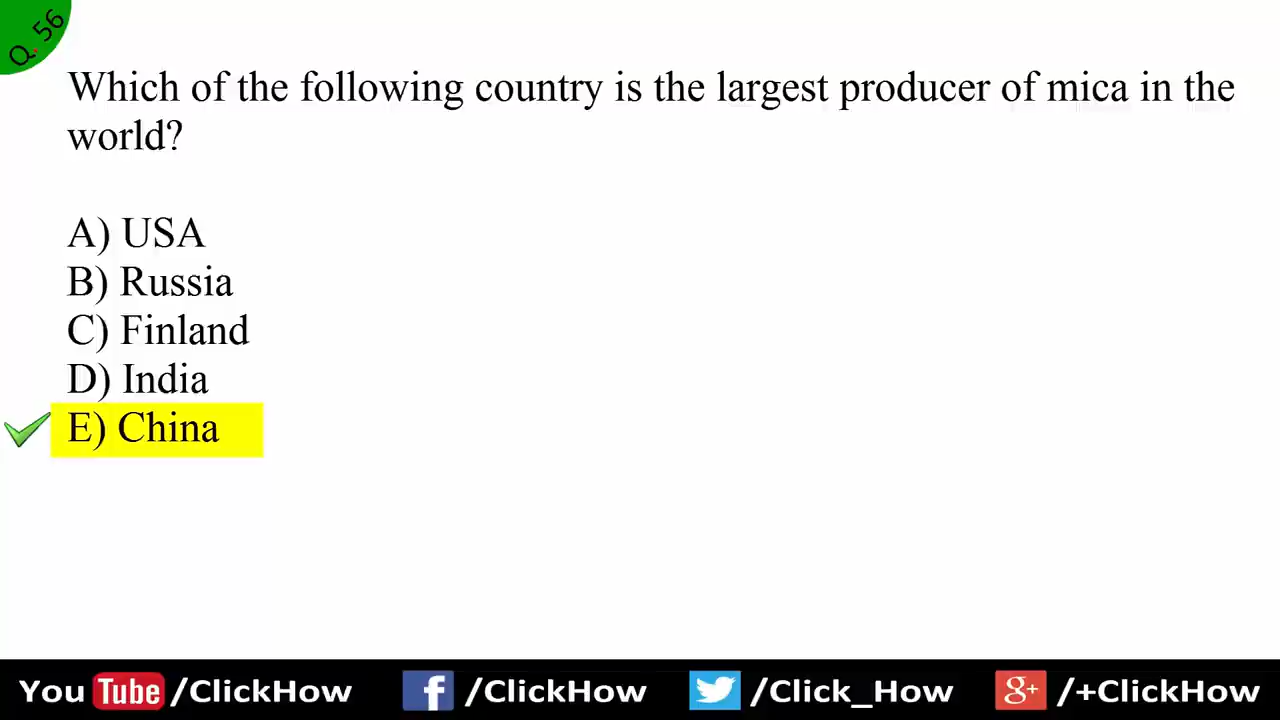 Q. 56
Which of the following country is the largest producer of mica in the
world?
A) USA
B) Russia
C) Finland
D) India
E) China
You Tube /ClickHow f /ClickHow /Click_How g+ /+ClickHow